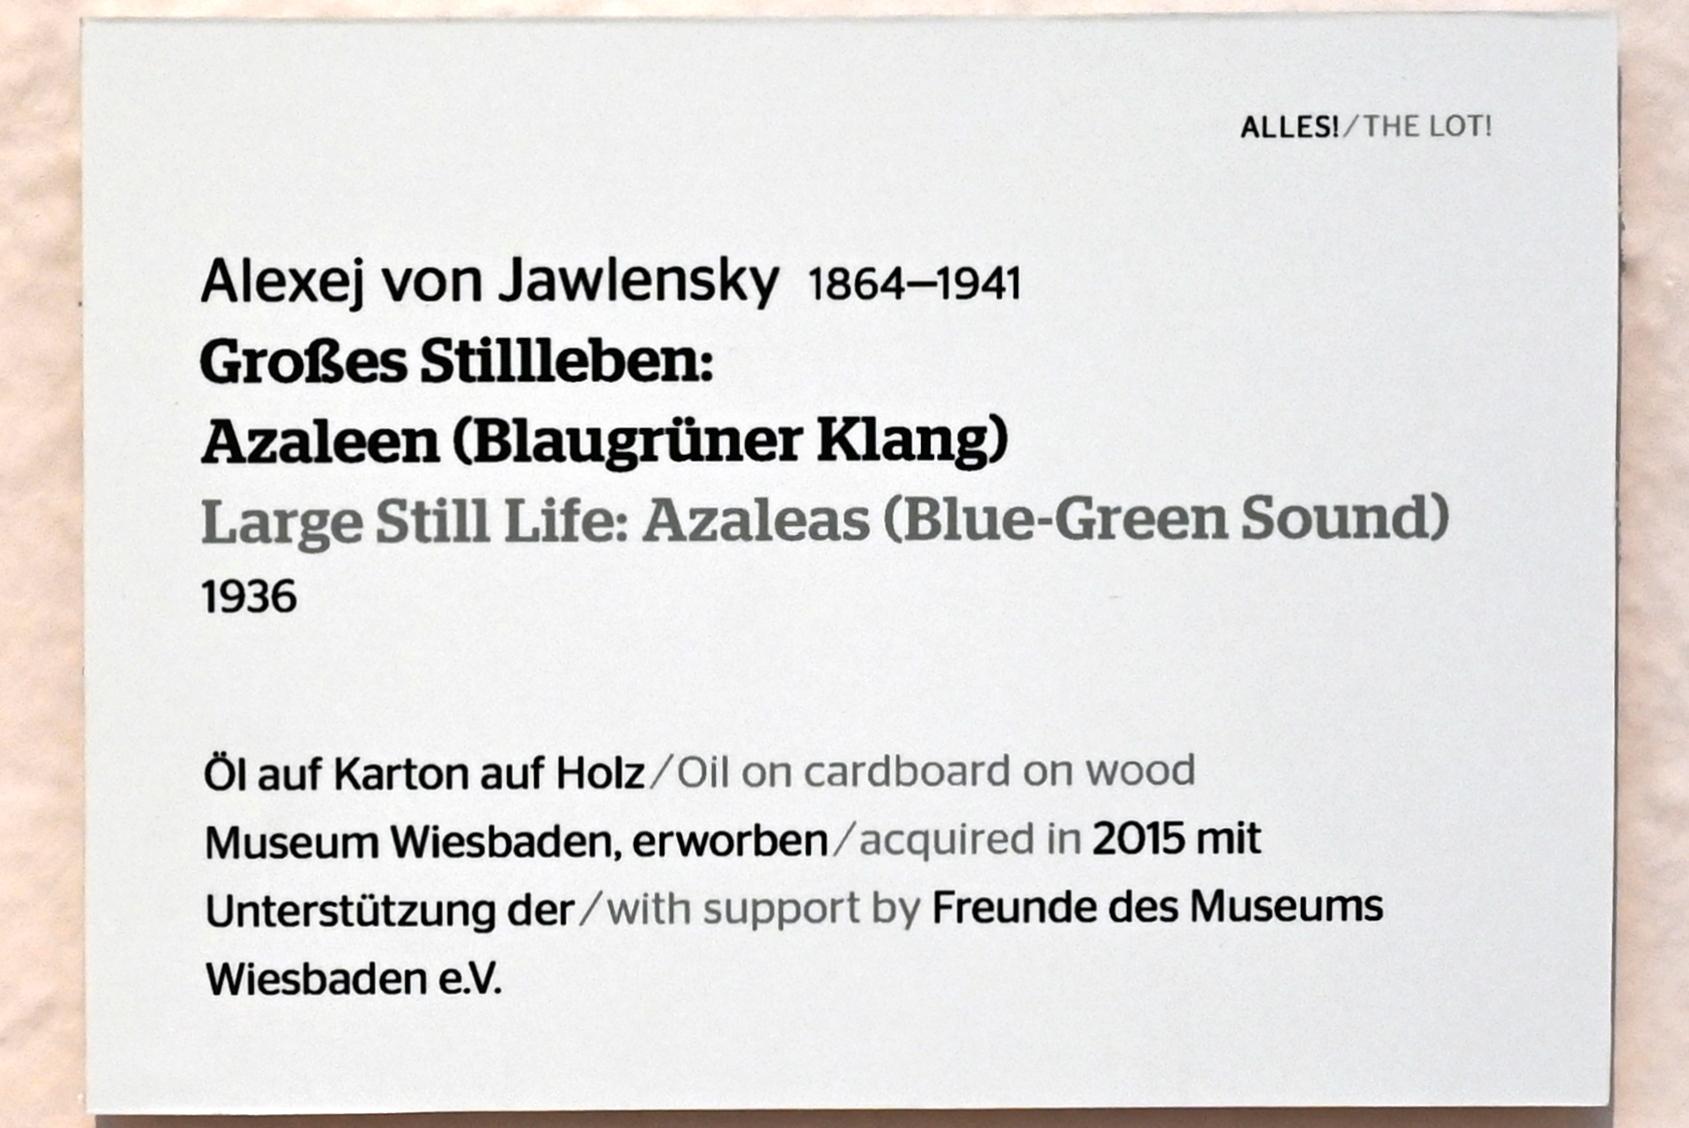 ALLES!/THE LOT!
Alexej von Jawlensky 1864–1941
Großes Stillleben:
Azaleen (Blaugrüner Klang)
Large Still Life: Azaleas (Blue-Green Sound)
1936
Öl auf Karton auf Holz/Oil on cardboard on wood
Museum Wiesbaden, erworben/acquired in 2015 mit
Unterstützung der/with support by Freunde des Museums
Wiesbaden e.V.